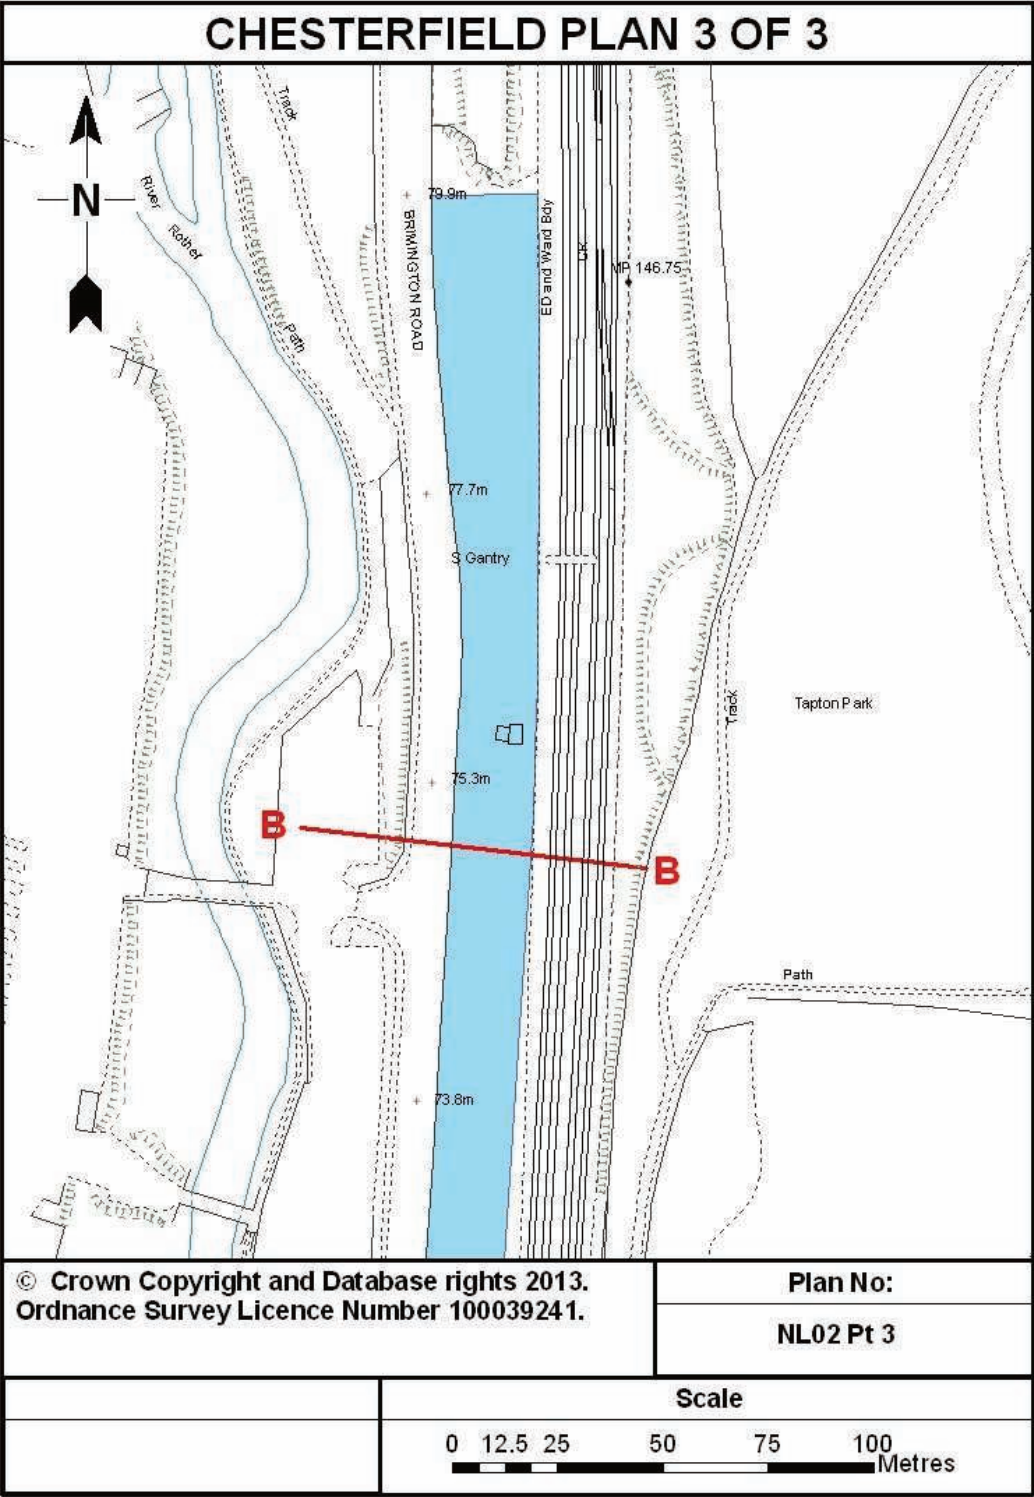 CHESTERFIELD PLAN 3 OF 3
Track
N
River
Rother
79.9m
BRIMINGTON ROAD
ED and Ward Bdy
CR
MP 146.75
Path
77.7m
S Gantry
Track
Tapton Park
75.3m
B
B
Path
73.8m
© Crown Copyright and Database rights 2013.
Ordnance Survey Licence Number 100039241.
Plan No:
NL02 Pt 3
Scale
0 12.5 25 50 75 100
Metres